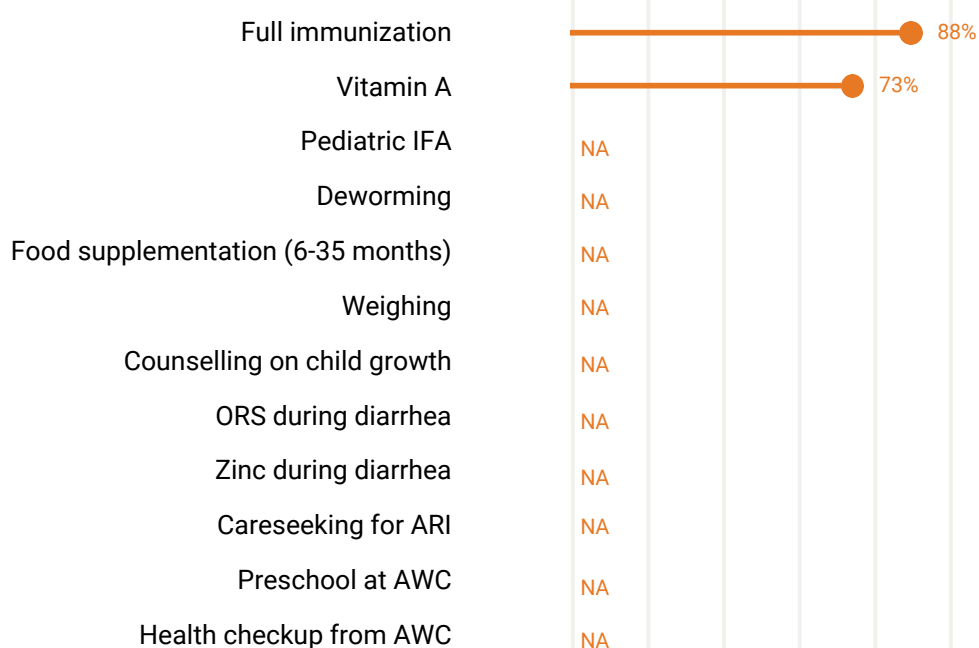 Full immunization 88%
Vitamin A 73%
Pediatric IFA NA
Deworming NA
Food supplementation (6-35 months) NA
Weighing NA
Counselling on child growth NA
ORS during diarrhea NA
Zinc during diarrhea NA
Careseeking for ARI NA
Preschool at AWC NA
Health checkup from AWC NA